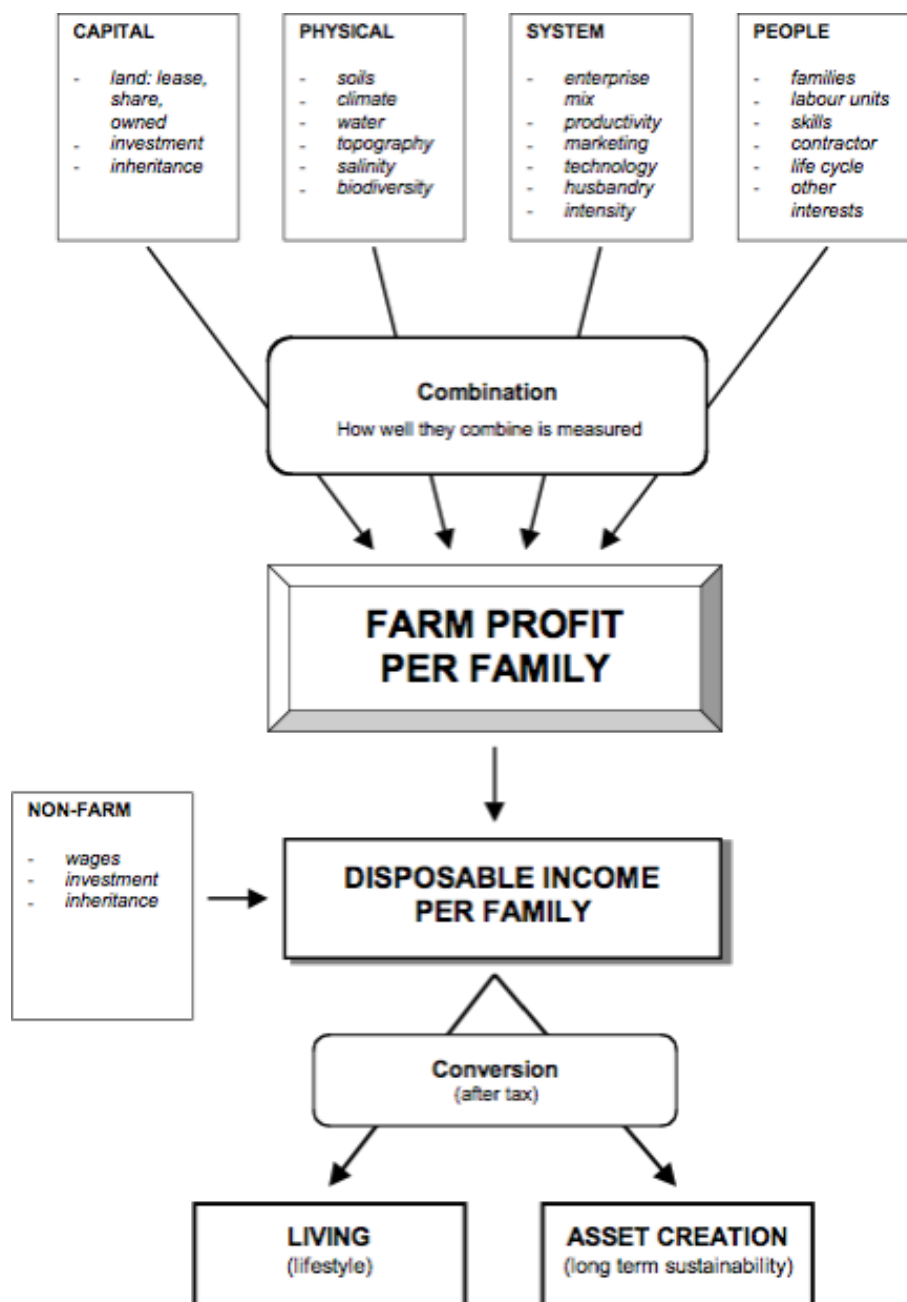 CAPITAL
- land: lease,
share,
owned
- investment
- inheritance
PHYSICAL
- soils
- climate
- water
- topography
- salinity
- biodiversity
SYSTEM
- enterprise
mix
- productivity
- marketing
- technology
- husbandry
- intensity
PEOPLE
- families
- labour units
- skills
- contractor
- life cycle
- other
interests
Combination
How well they combine is measured
FARM PROFIT
PER FAMILY
NON-FARM
- wages
- investment
- inheritance
DISPOSABLE INCOME
PER FAMILY
Conversion
(after tax)
LIVING
(lifestyle)
ASSET CREATION
(long term sustainability)